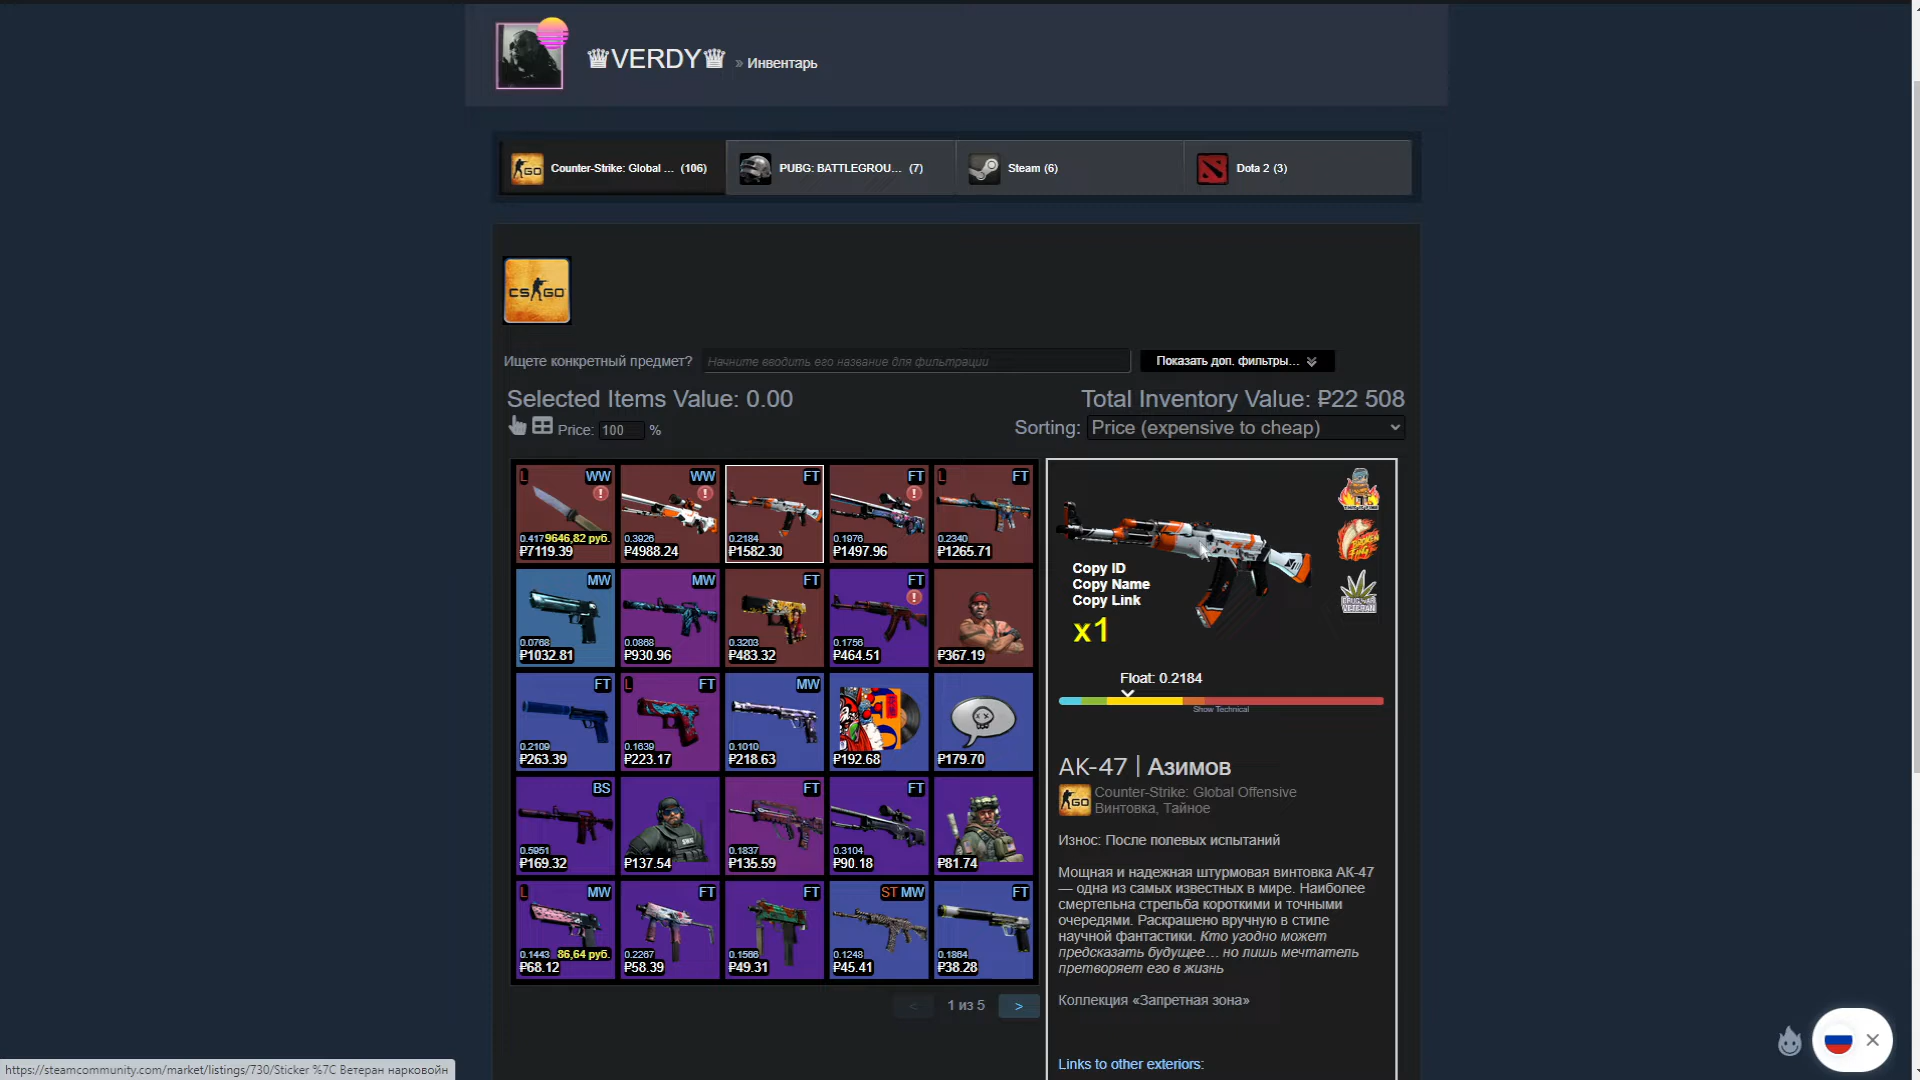 ♛VERDY♛ » Инвентарь
Counter-Strike: Global ... (106)
PUBG: BATTLEGROU... (7)
Steam (6)
Dota 2 (3)
CS GO
Ищете конкретный предмет?
Начните вводить его название для фильтрации
Показать доп. фильтры...
Selected Items Value: 0.00
Total Inventory Value: ₽22 508
Price: 100 %
Sorting: Price (expensive to cheap)
L WW
WW
FT
FT
L FT
0.417 9646,82 руб.
0.3926
0.2184
0.1976
0.2340
₽7119.39
₽4988.24
₽1582.30
₽1497.96
₽1265.71
MW
MW
FT
FT
0.0768
0.0868
0.3203
0.1756
₽1032.81
₽930.96
₽483.32
₽464.51
₽367.19
FT
L FT
MW
0.2109
0.1639
0.1010
₽263.39
₽223.17
₽218.63
₽192.68
₽179.70
BS
FT
FT
0.5951
0.1837
0.3104
₽169.32
₽137.54
₽135.59
₽90.18
₽81.74
L MW
FT
FT
ST MW
FT
0.1443 86,64 руб.
0.2267
0.1566
0.1248
0.1864
₽68.12
₽58.39
₽49.31
₽45.41
₽38.28
< 1 из 5 >
Copy ID
Copy Name
Copy Link
x1
Float: 0.2184
Show Technical
AK-47 | Азимов
Counter-Strike: Global Offensive
Винтовка, Тайное
Износ: После полевых испытаний
Мощная и надежная штурмовая винтовка AK-47
— одна из самых известных в мире. Наиболее
смертельна стрельба короткими и точными
очередями. Раскрашено вручную в стиле
научной фантастики. Кто угодно может
предсказать будущее… но лишь мечтатель
претворяет его в жизнь
Коллекция «Запретная зона»
Links to other exteriors:
https://steamcommunity.com/market/listings/730/Sticker %7C Ветеран нарковойн